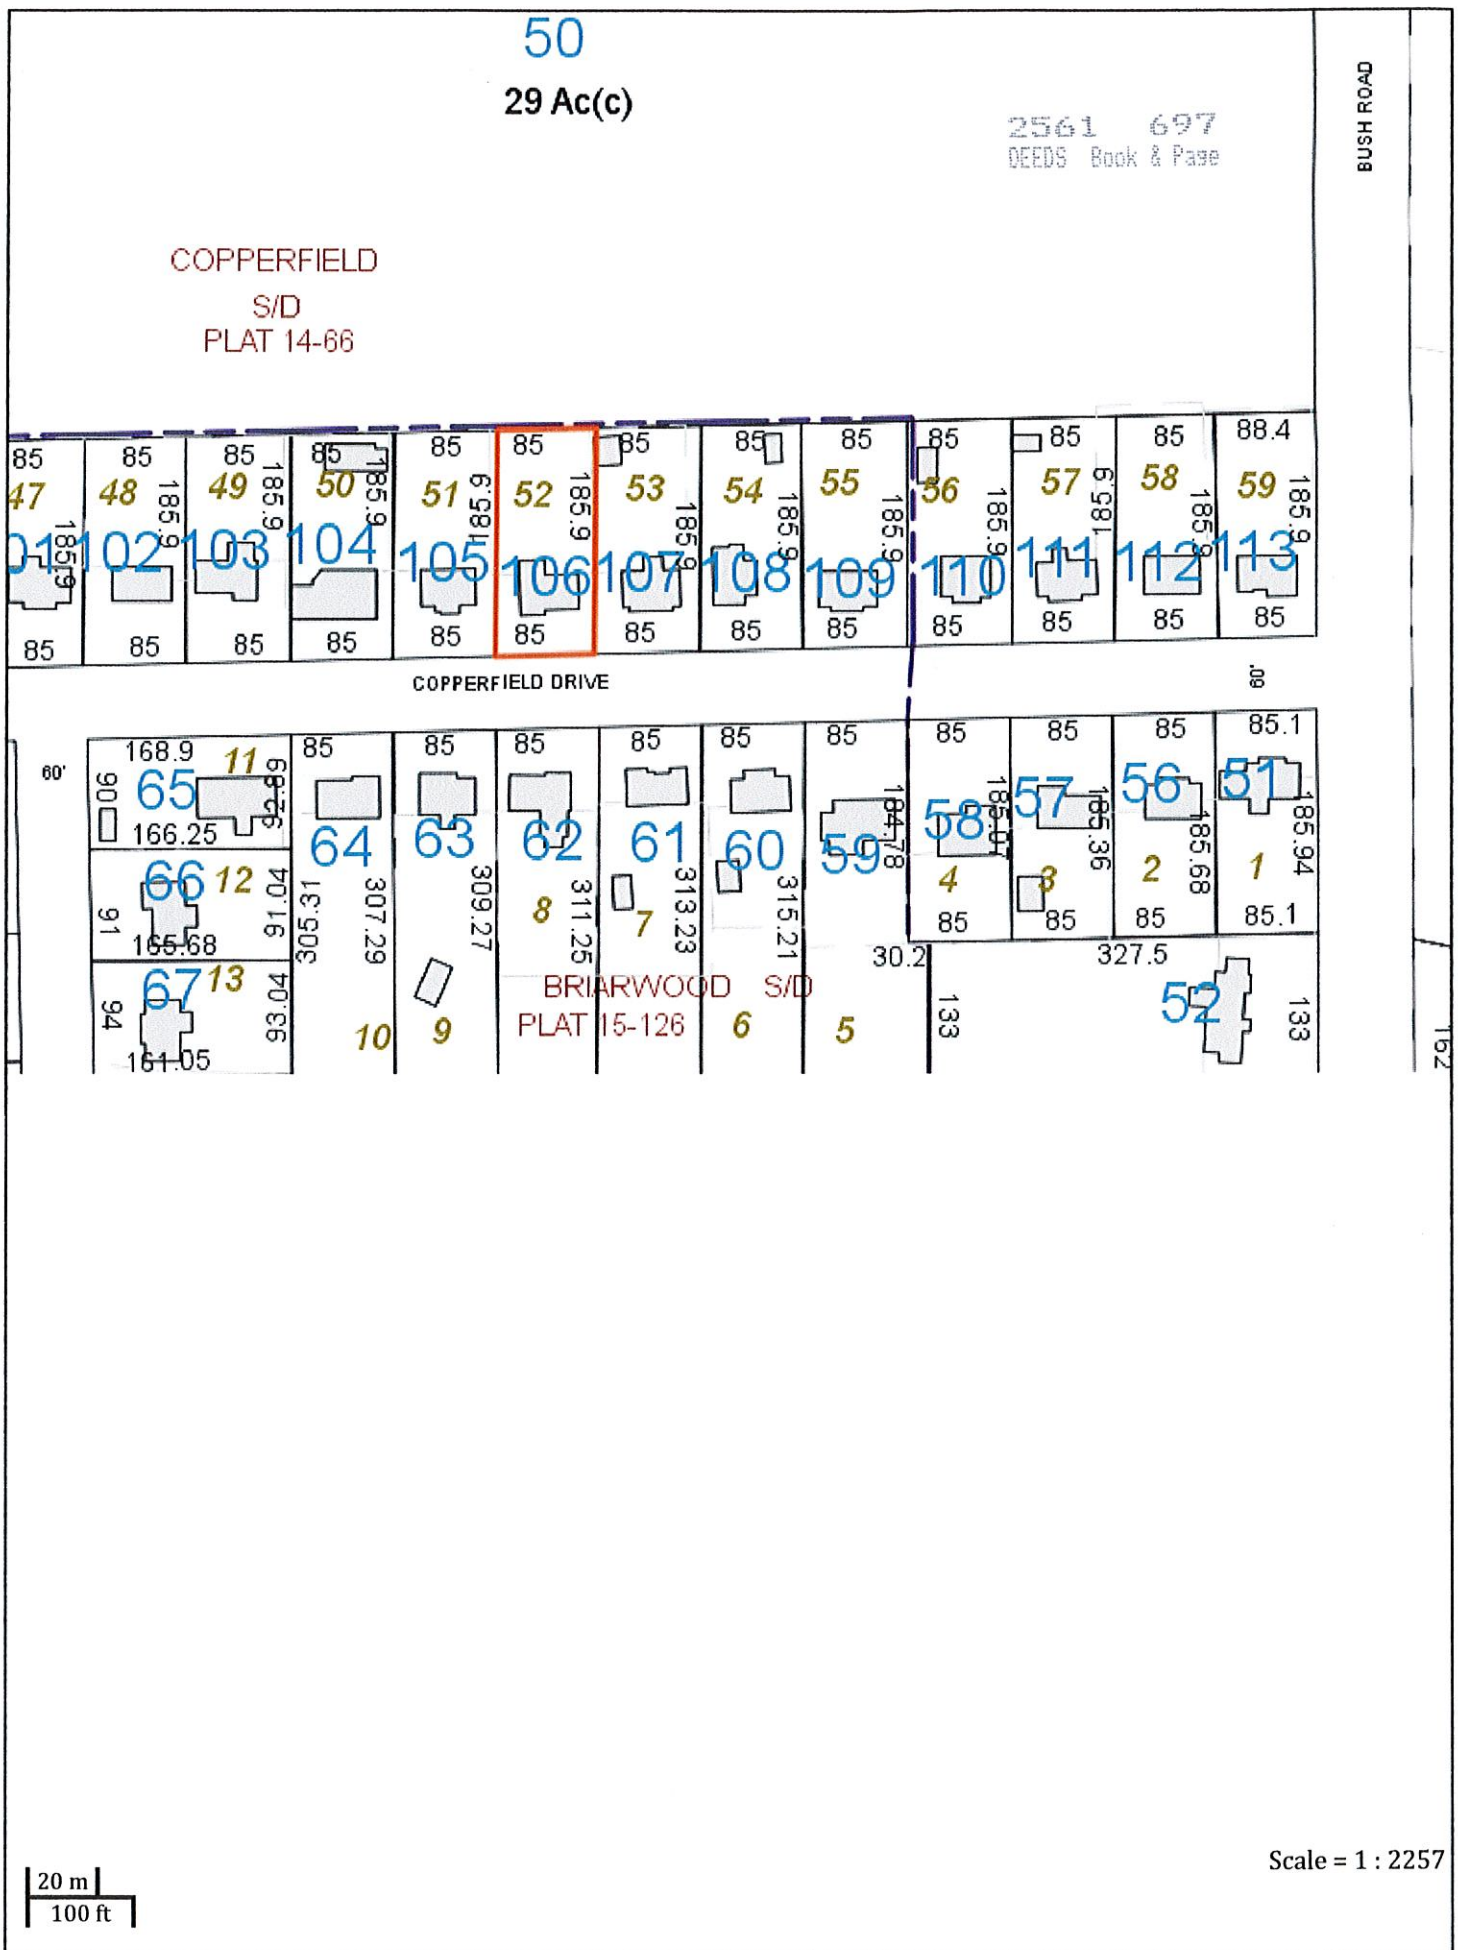 50
29 Ac(c)
2561 697
DEEDS Book & Page
BUSH ROAD
COPPERFIELD
S/D
PLAT 14-66
85 85 85 85 85 85 85 85 85 85 85 85 88.4
47 48 49 50 51 52 53 54 55 56 57 58 59
185.9 185.9 185.9 185.9 185.9 185.9 185.9 185.9 185.9 185.9 185.9 185.9 185.9
01 102 103 104 105 106 107 108 109 110 111 112 113
85 85 85 85 85 85 85 85 85 85 85 85 85
COPPERFIELD DRIVE
60'
60'
168.9 11 85 85 85 85 85 85 85 85 85 85.1
90 65 92.89
166.25
64 63 62 61 60 59 58 57 56 51
184.78 185.07 185.36 185.68 185.94
66 12
91 91.04
165.68
305.31 307.29 309.27 311.25 313.23 315.21
8 7 4 3 2 1
85 85 85 85.1
30.2 327.5
67 13
94 93.04
161.05
BRIARWOOD S/D
PLAT 15-126
10 9 6 5
133 52 133 162
20 m
100 ft
Scale = 1 : 2257